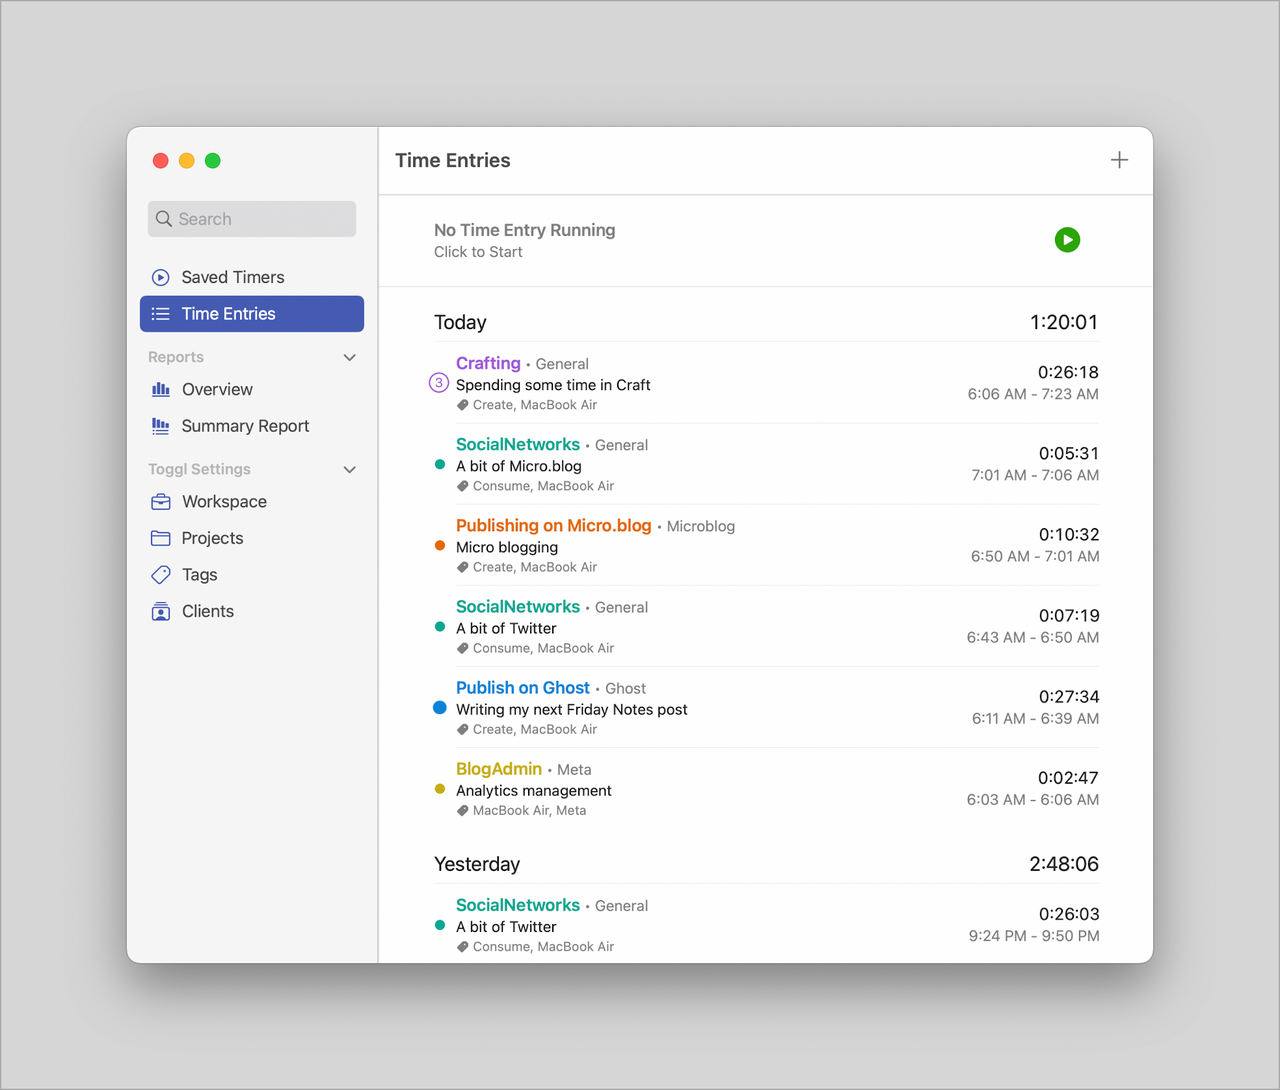 Search
Saved Timers
Time Entries
Reports
Overview
Summary Report
Toggl Settings
Workspace
Projects
Tags
Clients
Time Entries
No Time Entry Running
Click to Start
Today 1:20:01
Crafting • General
3
Spending some time in Craft
Create, MacBook Air
0:26:18
6:06 AM - 7:23 AM
SocialNetworks • General
A bit of Micro.blog
Consume, MacBook Air
0:05:31
7:01 AM - 7:06 AM
Publishing on Micro.blog • Microblog
Micro blogging
Create, MacBook Air
0:10:32
6:50 AM - 7:01 AM
SocialNetworks • General
A bit of Twitter
Consume, MacBook Air
0:07:19
6:43 AM - 6:50 AM
Publish on Ghost • Ghost
Writing my next Friday Notes post
Create, MacBook Air
0:27:34
6:11 AM - 6:39 AM
BlogAdmin • Meta
Analytics management
MacBook Air, Meta
0:02:47
6:03 AM - 6:06 AM
Yesterday 2:48:06
SocialNetworks • General
A bit of Twitter
Consume, MacBook Air
0:26:03
9:24 PM - 9:50 PM